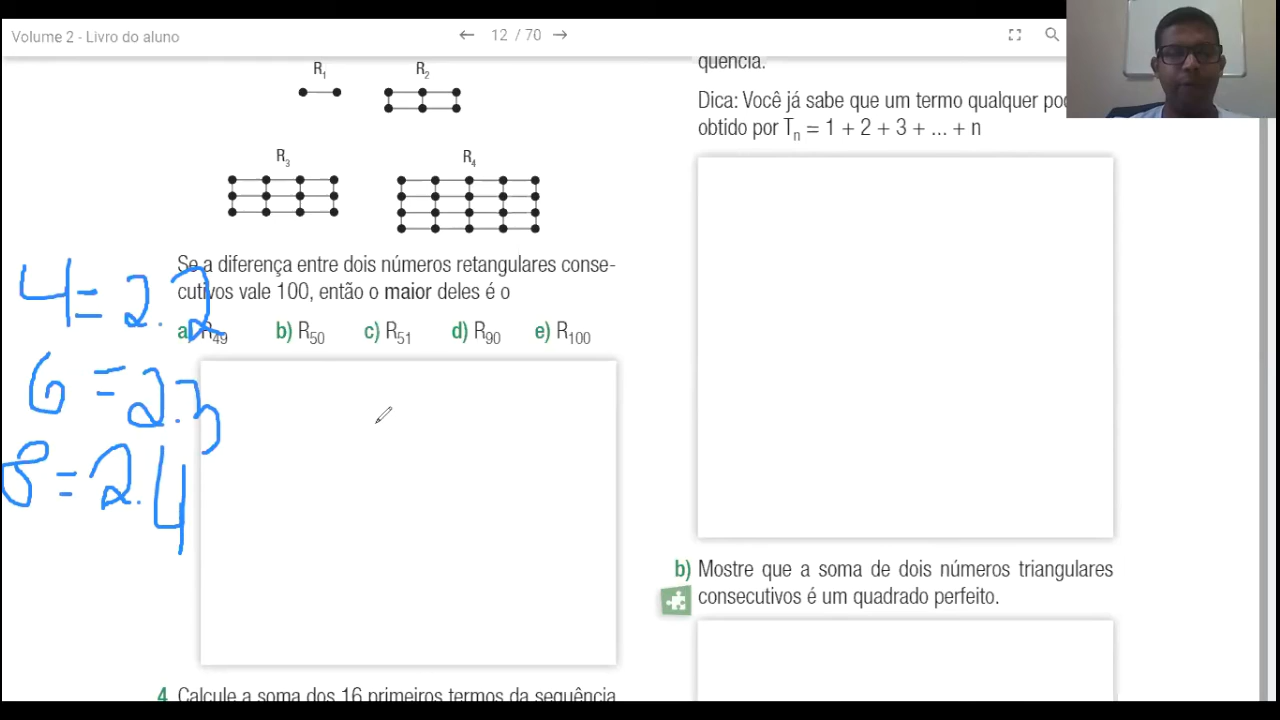 Volume 2 - Livro do aluno
12 / 70
R1 R2
R3 R4
Se a diferença entre dois números retangulares conse-
cutivos vale 100, então o maior deles é o
a) R49 b) R50 c) R51 d) R90 e) R100
4=2.2
6=2.3
8=2.4
4 Calcule a soma dos 16 primeiros termos da sequência
quência.
Dica: Você já sabe que um termo qualquer
obtido por Tn = 1 + 2 + 3 + ... + n
b) Mostre que a soma de dois números triangulares
consecutivos é um quadrado perfeito.